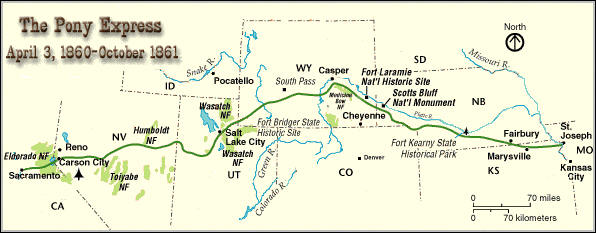 The Pony Express
April 3, 1860-October 1861
North
Missouri R.
SD
WY
Casper
Snake R.
Pocatello
South Pass
Fort Laramie
Nat'l Historic Site
ID
Scotts Bluff
Nat'l Monument
NB
Wasatch
NF
Medicine
Bow NF
Cheyenne
Platte R.
Humboldt
NF
NV
Reno
Eldorado NF
Carson City
Sacramento
Toiyabe
NF
CA
Salt
Lake City
Wasatch
NF
UT
Fort Bridger State
Historic Site
Green R.
Colorado R.
Denver
CO
Fort Kearny State
Historical Park
Fairbury
Marysville
KS
St.
Joseph
MO
Kansas
City
0 70 miles
0 70 kilometers